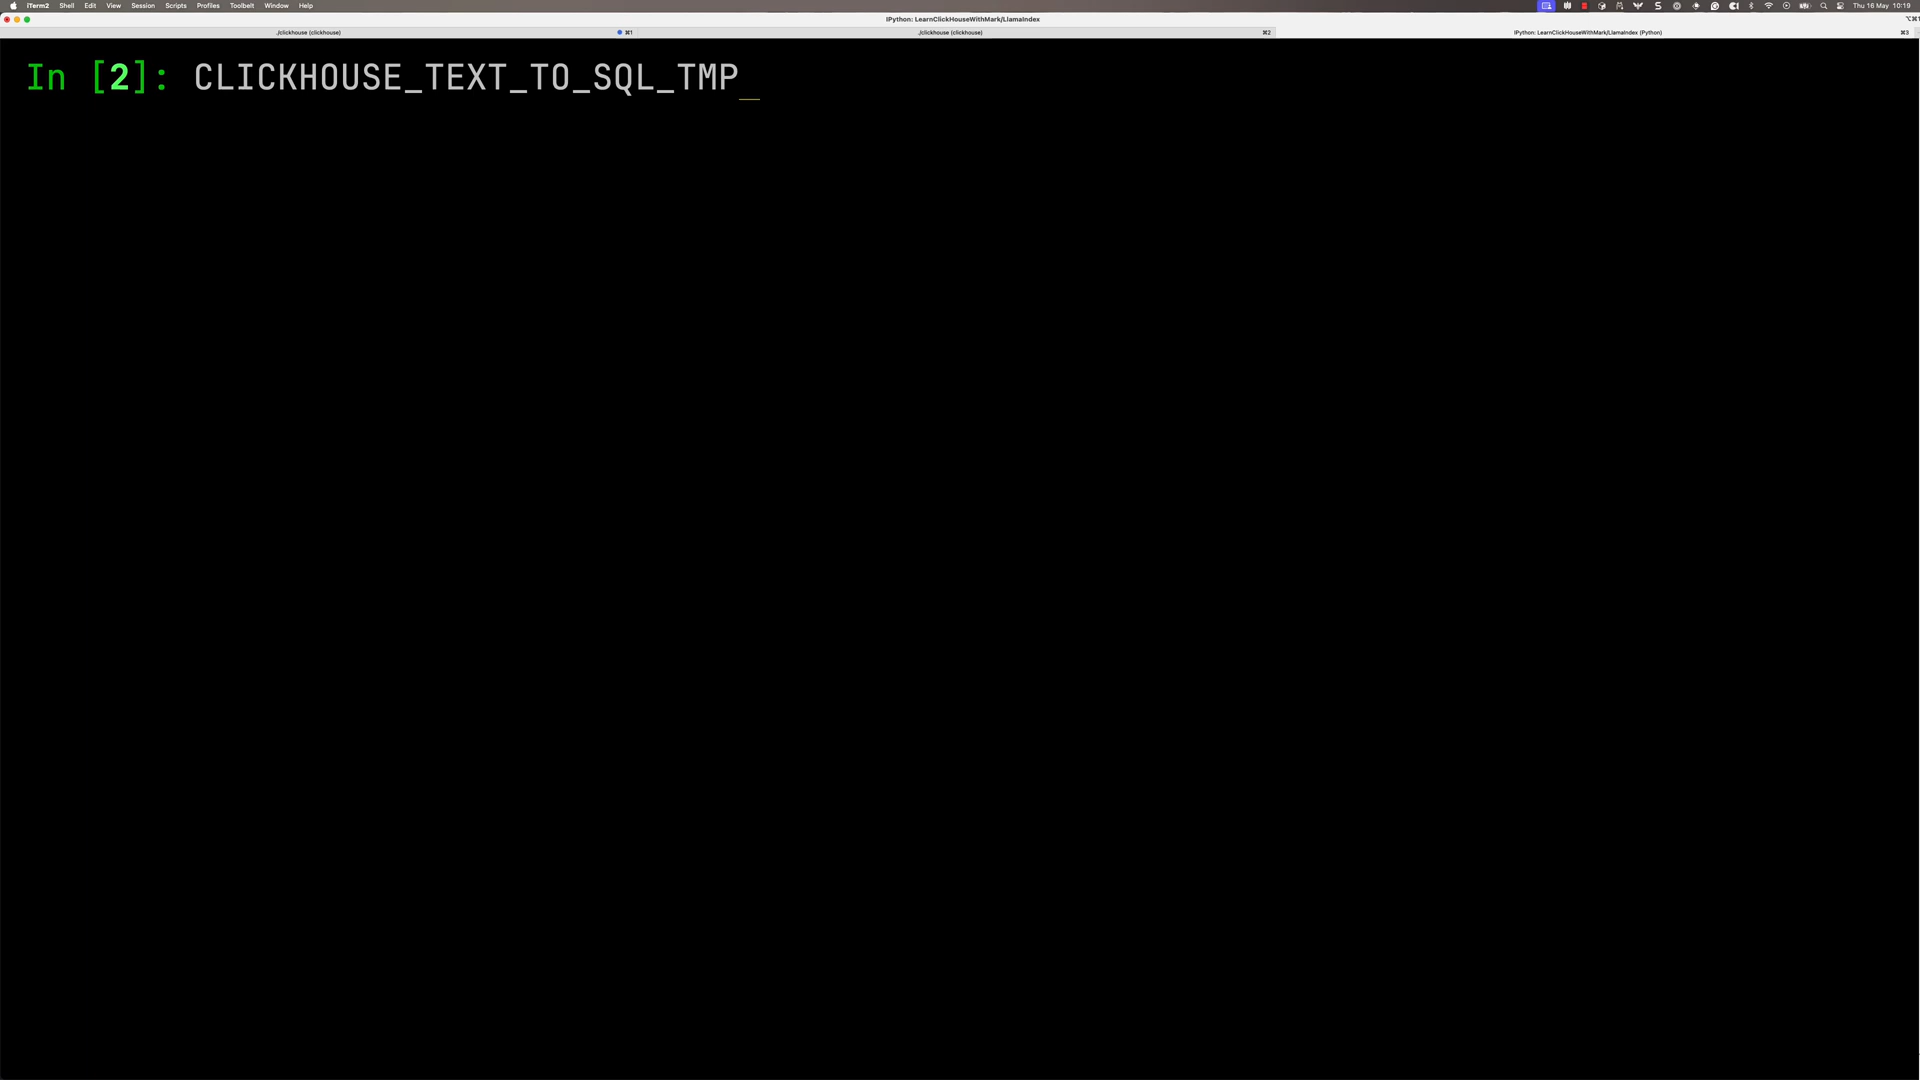 iTerm2 Shell Edit View Session Scripts Profiles Toolbelt Window Help Thu 16 May 10:19
IPython: LearnClickHouseWithMark/LlamaIndex
./clickhouse (clickhouse) ⌘1 ./clickhouse (clickhouse) ⌘2 IPython: LearnClickHouseWithMark/LlamaIndex (Python) ⌘3
In [2]: CLICKHOUSE_TEXT_TO_SQL_TMP